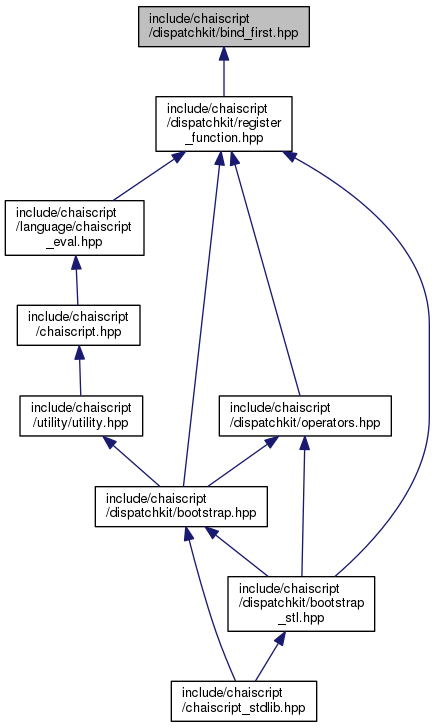 include/chaiscript
/dispatchkit/bind_first.hpp
include/chaiscript
/dispatchkit/register
_function.hpp
include/chaiscript
/language/chaiscript
_eval.hpp
include/chaiscript
/chaiscript.hpp
include/chaiscript
/utility/utility.hpp
include/chaiscript
/dispatchkit/operators.hpp
include/chaiscript
/dispatchkit/bootstrap.hpp
include/chaiscript
/dispatchkit/bootstrap
_stl.hpp
include/chaiscript
/chaiscript_stdlib.hpp